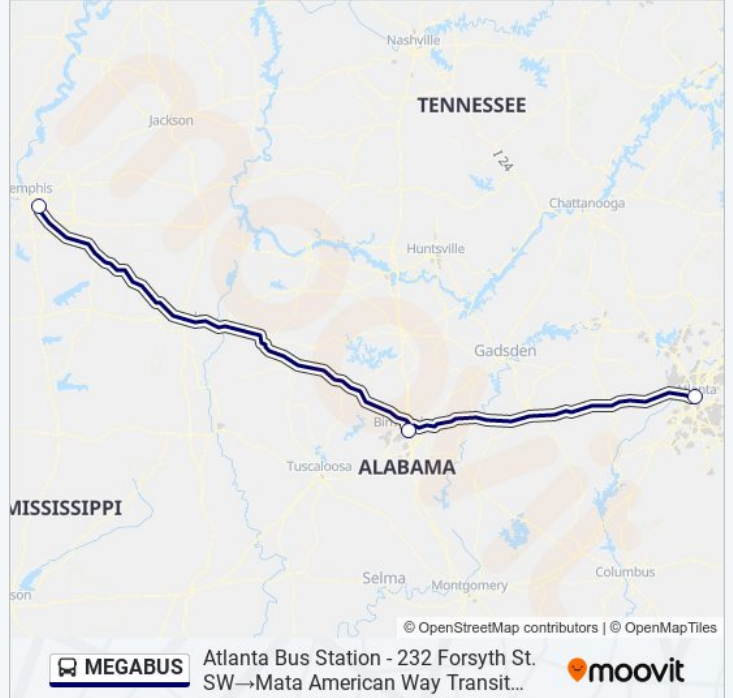 Nashville
TENNESSEE
Jackson
I 24
emphis
Chattanooga
Huntsville
Gadsden
Tuscaloosa
ALABAMA
MISSISSIPPI
Selma
Montgomery
Columbus
son
moovit
© OpenStreetMap contributors | © OpenMapTiles
MEGABUS
Atlanta Bus Station - 232 Forsyth St.
SW→Mata American Way Transit...
moovit